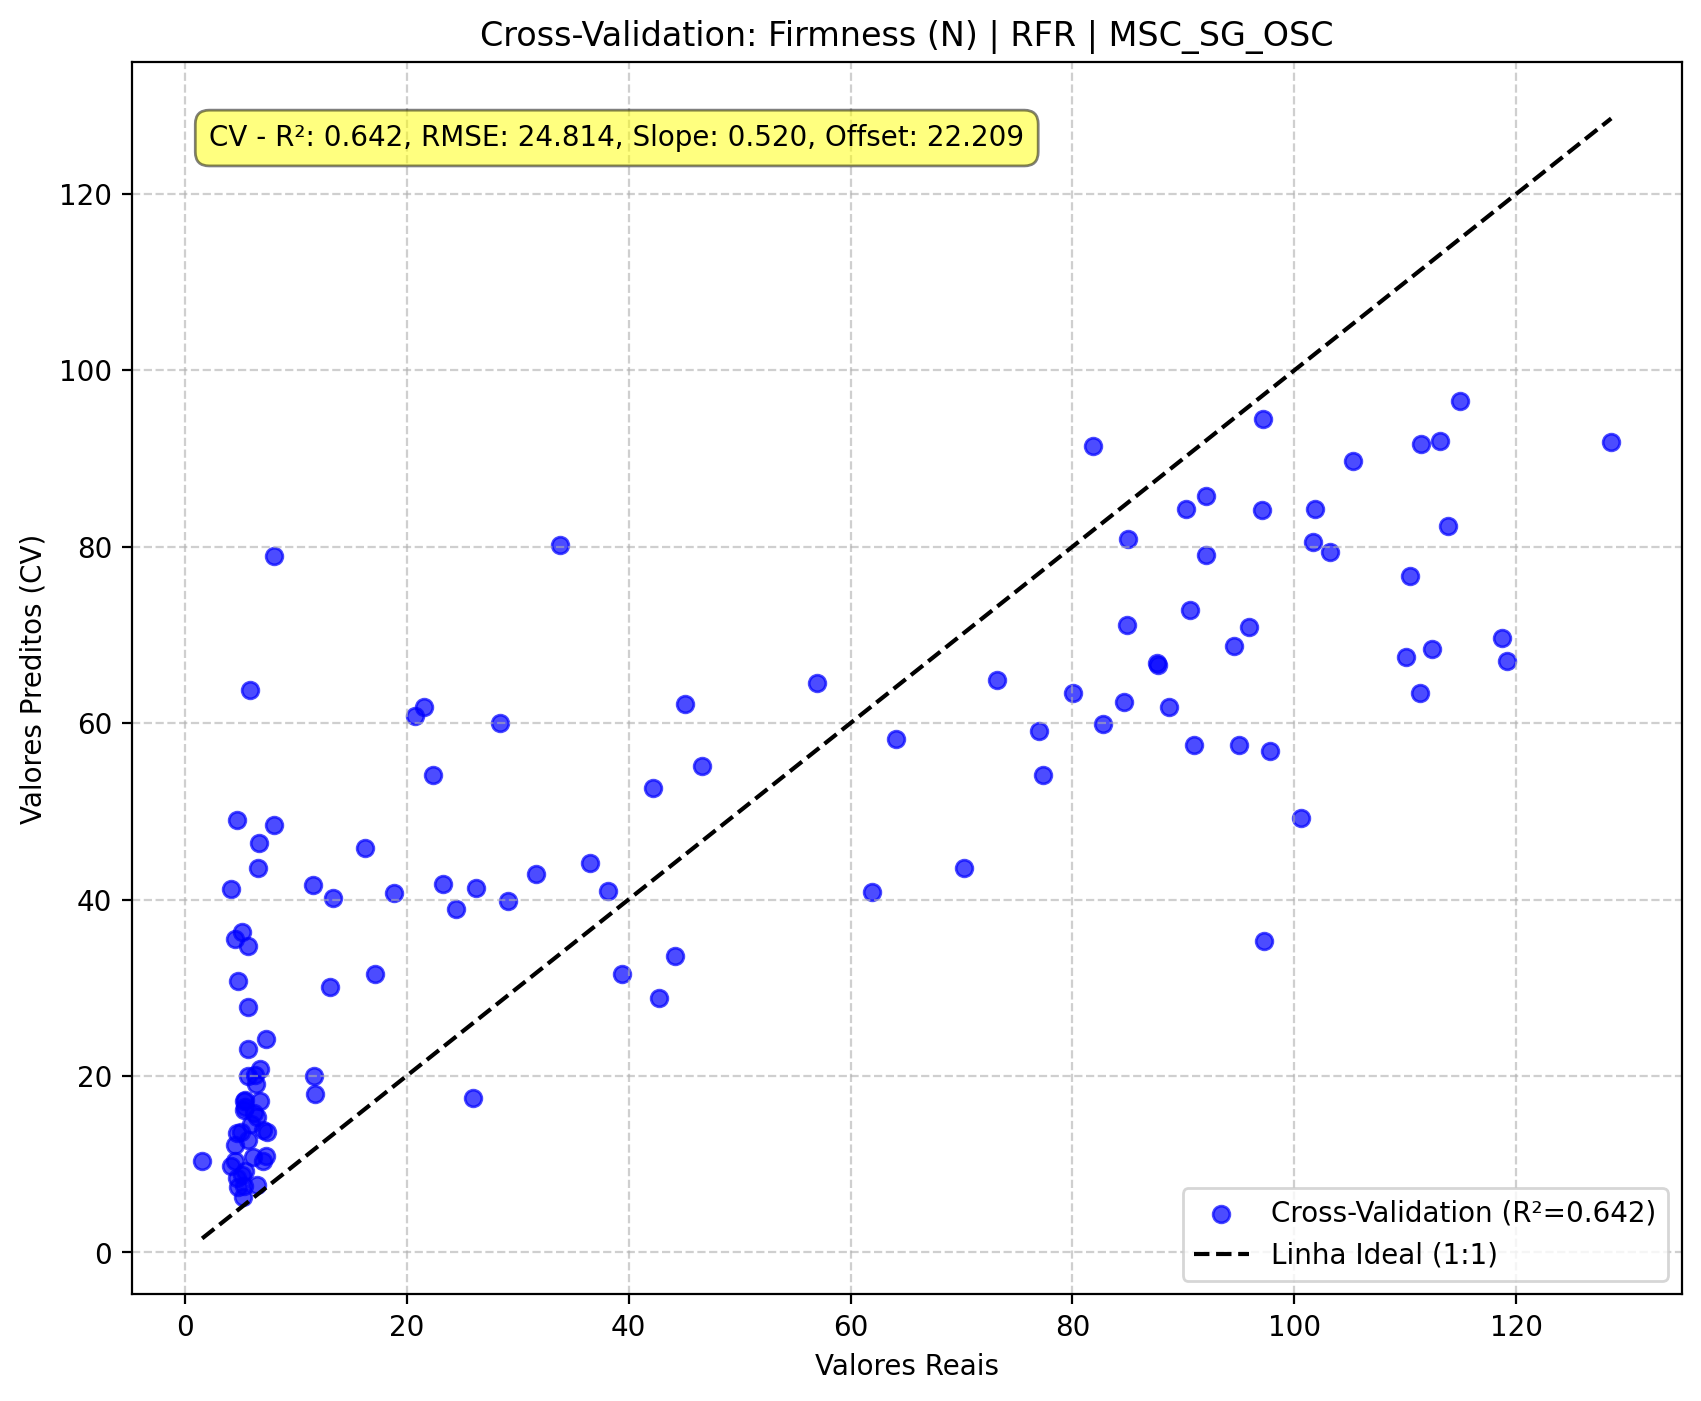 Cross-Validation: Firmness (N) | RFR | MSC_SG_OSC
CV - R²: 0.642, RMSE: 24.814, Slope: 0.520, Offset: 22.209
Valores Preditos (CV)
120
100
80
60
40
20
0
0 20 40 60 80 100 120
Valores Reais
Cross-Validation (R²=0.642)
Linha Ideal (1:1)